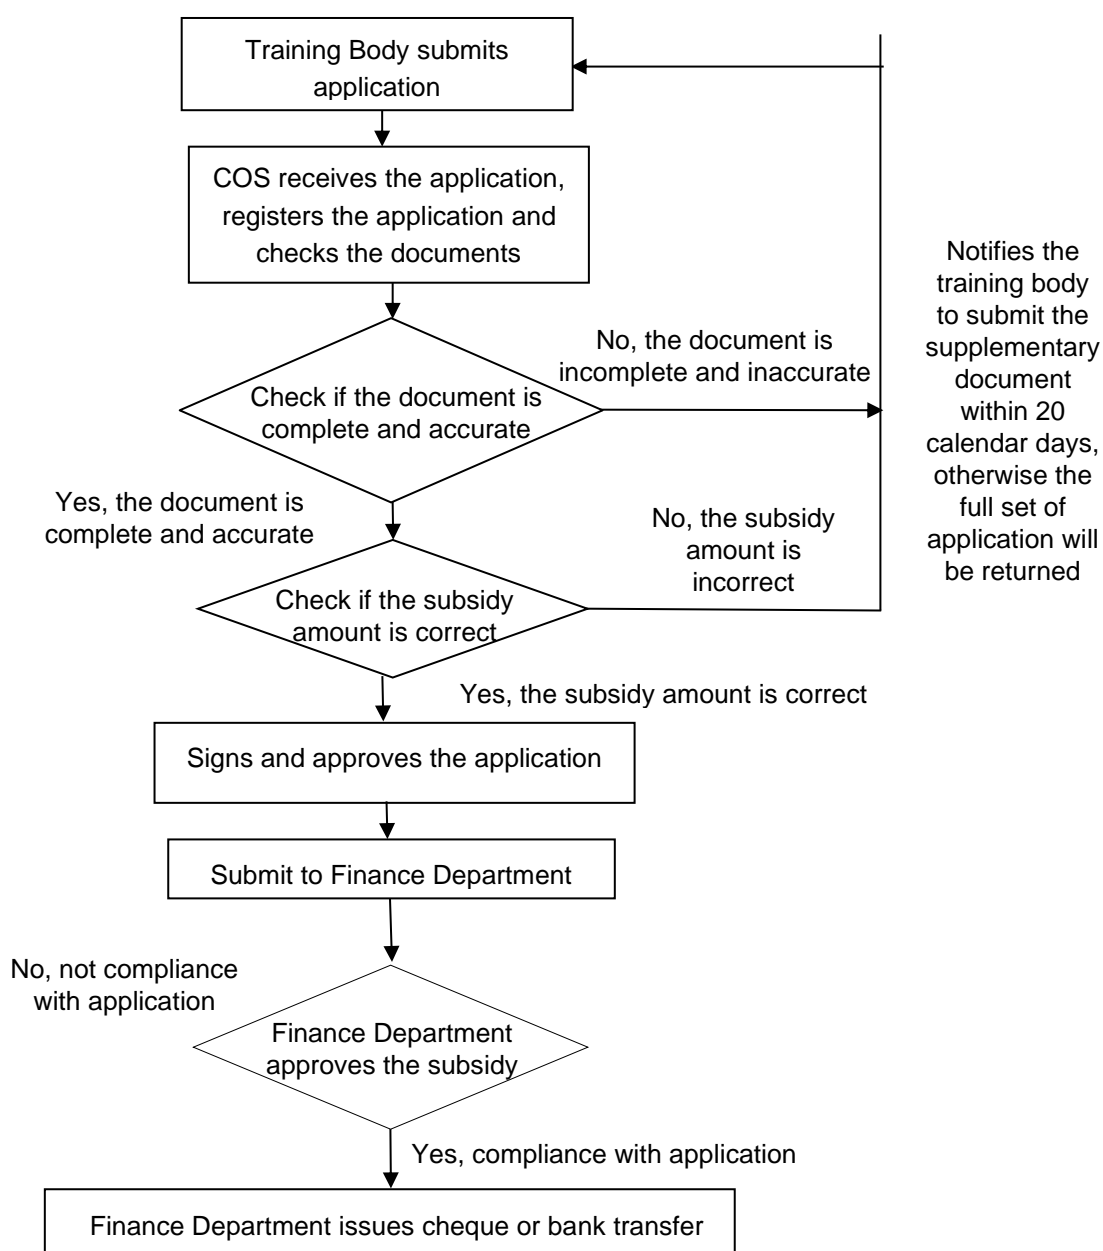 Training Body submits
application
COS receives the application,
registers the application and
checks the documents
No, the document is
incomplete and inaccurate
Check if the document is
complete and accurate
Notifies the
training body
to submit the
supplementary
document
within 20
calendar days,
otherwise the
full set of
application will
be returned
Yes, the document is
complete and accurate
No, the subsidy
amount is
incorrect
Check if the subsidy
amount is correct
Yes, the subsidy amount is correct
Signs and approves the application
Submit to Finance Department
No, not compliance
with application
Finance Department
approves the subsidy
Yes, compliance with application
Finance Department issues cheque or bank transfer